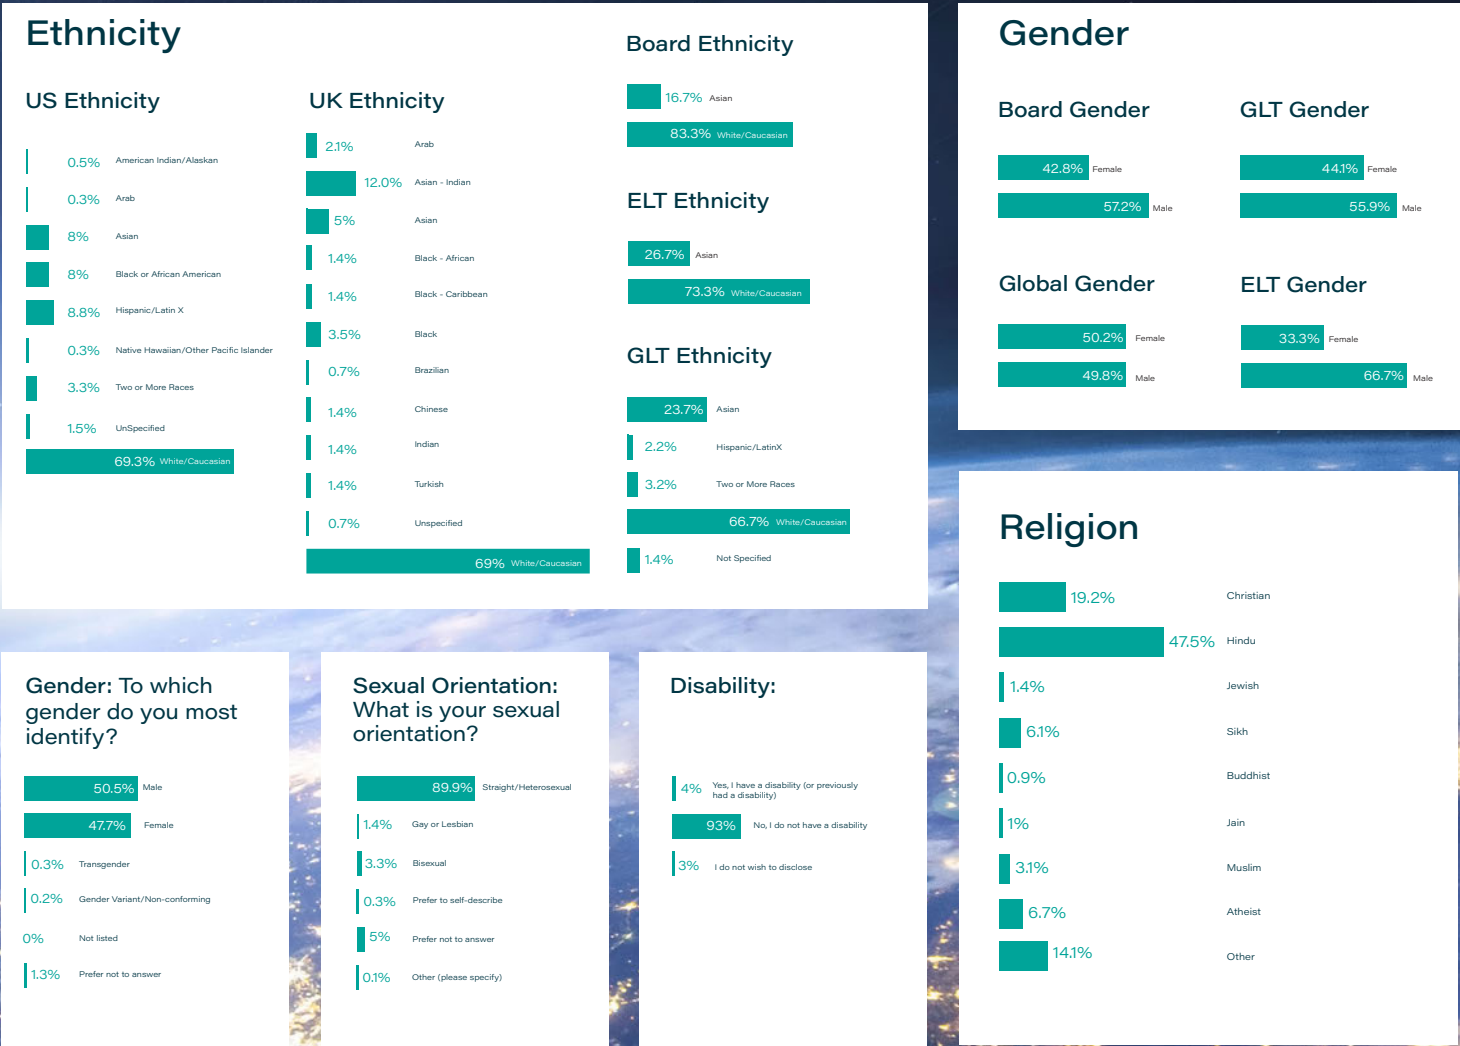 Ethnicity
US Ethnicity
0.5% American Indian/Alaskan
0.3% Arab
8% Asian
8% Black or African American
8.8% Hispanic/Latin X
0.3% Native Hawaiian/Other Pacific Islander
3.3% Two or More Races
1.5% UnSpecified
69.3% White/Caucasian
UK Ethnicity
2.1% Arab
12.0% Asian - Indian
5% Asian
1.4% Black - African
1.4% Black - Caribbean
3.5% Black
0.7% Brazilian
1.4% Chinese
1.4% Indian
1.4% Turkish
0.7% Unspecified
69% White/Caucasian
Board Ethnicity
16.7% Asian
83.3% White/Caucasian
ELT Ethnicity
26.7% Asian
73.3% White/Caucasian
GLT Ethnicity
23.7% Asian
2.2% Hispanic/LatinX
3.2% Two or More Races
66.7% White/Caucasian
1.4% Not Specified
Gender
Board Gender
42.8% Female
57.2% Male
GLT Gender
44.1% Female
55.9% Male
Global Gender
50.2% Female
49.8% Male
ELT Gender
33.3% Female
66.7% Male
Gender: To which
gender do you most
identify?
50.5% Male
47.7% Female
0.3% Transgender
0.2% Gender Variant/Non-conforming
0% Not listed
1.3% Prefer not to answer
Sexual Orientation:
What is your sexual
orientation?
89.9% Straight/Heterosexual
1.4% Gay or Lesbian
3.3% Bisexual
0.3% Prefer to self-describe
5% Prefer not to answer
0.1% Other (please specify)
Disability:
4% Yes, I have a disability (or previously
had a disability)
93% No, I do not have a disability
3% I do not wish to disclose
Religion
19.2% Christian
47.5% Hindu
1.4% Jewish
6.1% Sikh
0.9% Buddhist
1% Jain
3.1% Muslim
6.7% Atheist
14.1% Other